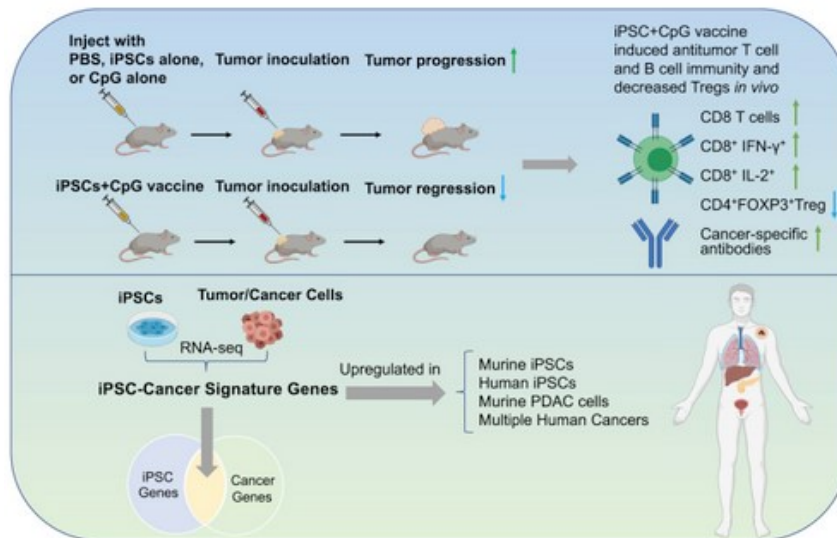 Inject with
PBS, iPSCs alone,
or CpG alone
Tumor inoculation
Tumor progression
iPSCs+CpG vaccine
Tumor inoculation
Tumor regression
iPSC+CpG vaccine
induced antitumor T cell
and B cell immunity and
decreased Tregs in vivo
CD8 T cells
CD8⁺ IFN-γ⁺
CD8⁺ IL-2⁺
CD4⁺FOXP3⁺Treg
Cancer-specific
antibodies
iPSCs
Tumor/Cancer Cells
RNA-seq
iPSC-Cancer Signature Genes
Upregulated in
Murine iPSCs
Human iPSCs
Murine PDAC cells
Multiple Human Cancers
iPSC
Genes
Cancer
Genes